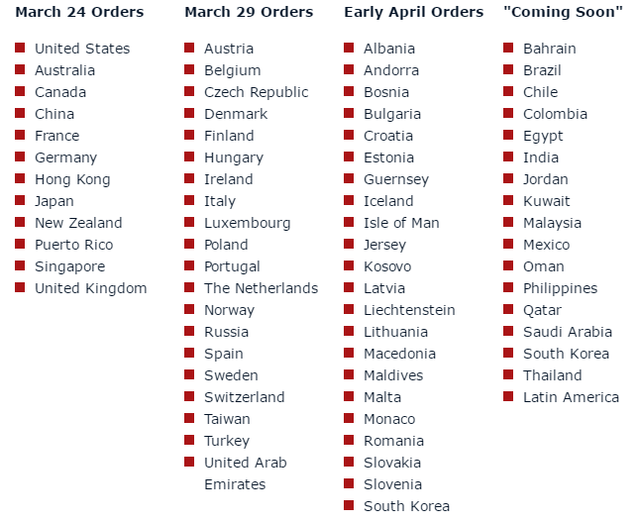 March 24 Orders
United States
Australia
Canada
China
France
Germany
Hong Kong
Japan
New Zealand
Puerto Rico
Singapore
United Kingdom
March 29 Orders
Austria
Belgium
Czech Republic
Denmark
Finland
Hungary
Ireland
Italy
Luxembourg
Poland
Portugal
The Netherlands
Norway
Russia
Spain
Sweden
Switzerland
Taiwan
Turkey
United Arab
Emirates
Early April Orders
Albania
Andorra
Bosnia
Bulgaria
Croatia
Estonia
Guernsey
Iceland
Isle of Man
Jersey
Kosovo
Latvia
Liechtenstein
Lithuania
Macedonia
Maldives
Malta
Monaco
Romania
Slovakia
Slovenia
South Korea
"Coming Soon"
Bahrain
Brazil
Chile
Colombia
Egypt
India
Jordan
Kuwait
Malaysia
Mexico
Oman
Philippines
Qatar
Saudi Arabia
South Korea
Thailand
Latin America